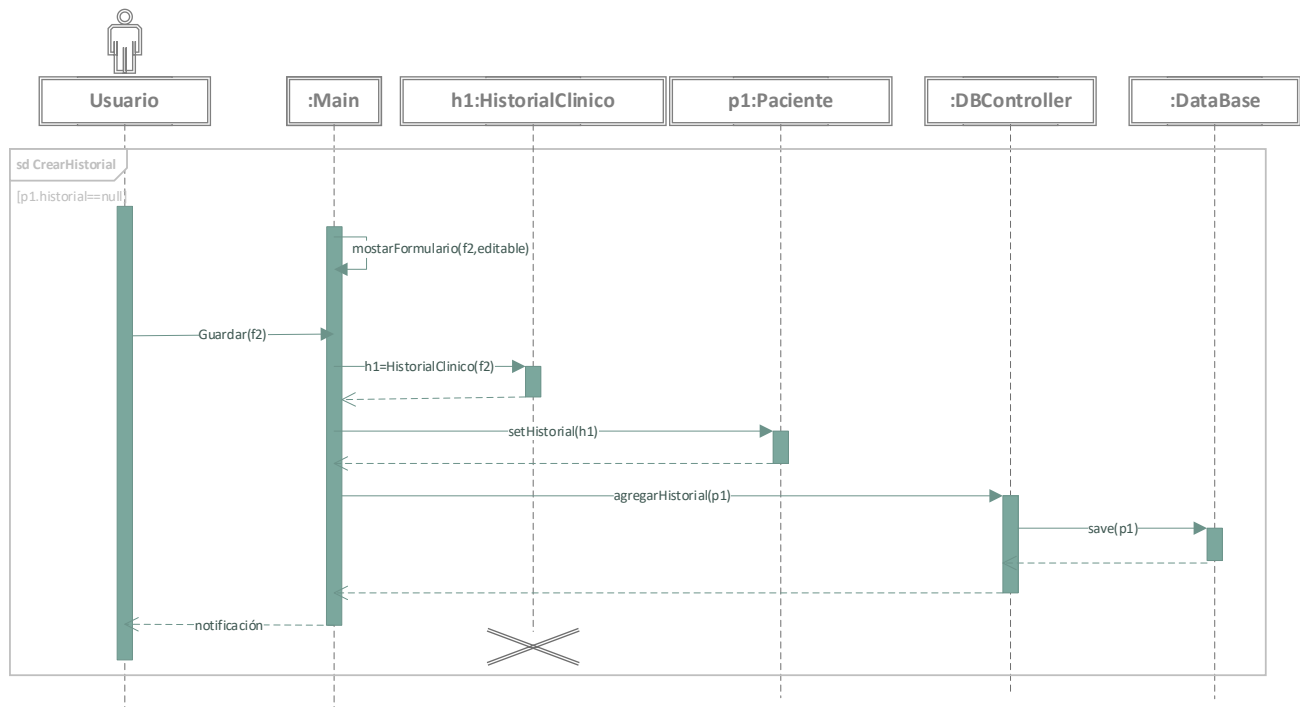 Usuario
:Main
h1:HistorialClinico
p1:Paciente
:DBController
:DataBase
sd CrearHistorial
[p1.historial==null]
mostarFormulario(f2,editable)
Guardar(f2)
h1=HistorialClinico(f2)
setHistorial(h1)
agregarHistorial(p1)
save(p1)
notificación